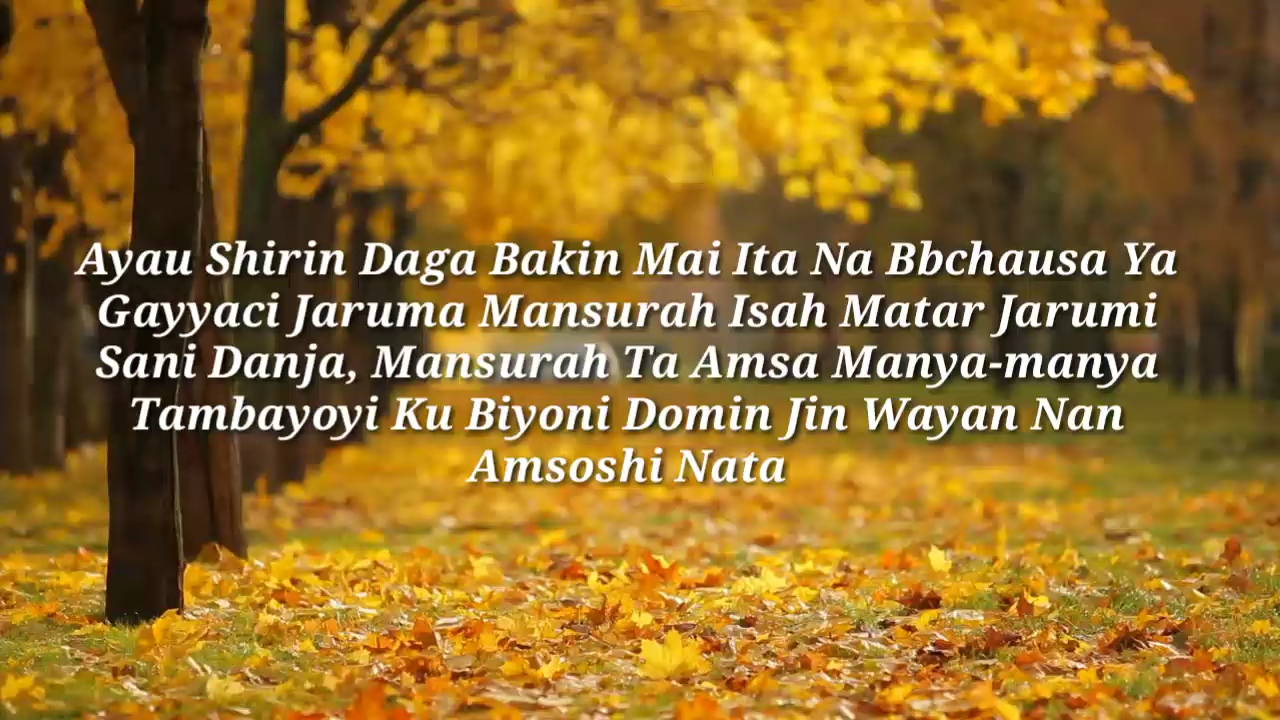 Ayau Shirin Daga Bakin Mai Ita Na Bbchausa Ya
Gayyaci Jaruma Mansurah Isah Matar Jarumi
Sani Danja, Mansurah Ta Amsa Manya-manya
Tambayoyi Ku Biyoni Domin Jin Wayan Nan
Amsoshi Nata